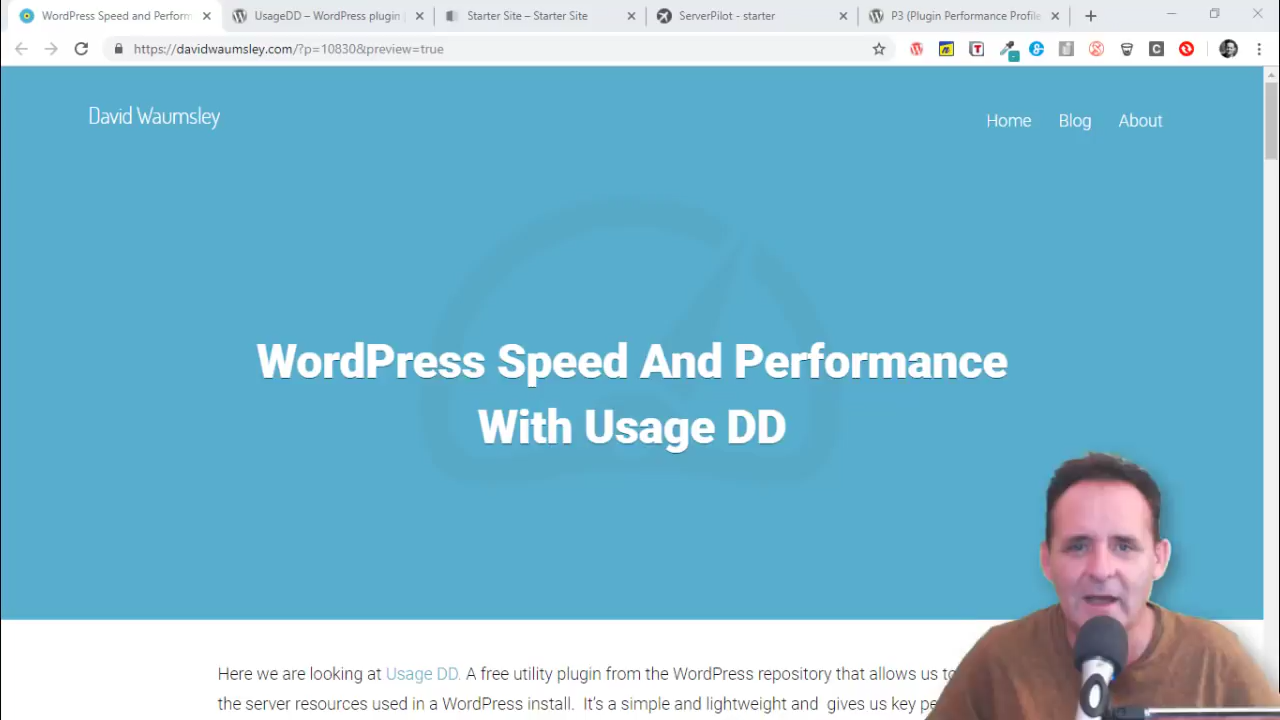 WordPress Speed and Perform
UsageDD – WordPress plugin
Starter Site – Starter Site
ServerPilot - starter
P3 (Plugin Performance Profile
https://davidwaumsley.com/?p=10830&preview=true
David Waumsley
Home
Blog
About
WordPress Speed And Performance
With Usage DD
Here we are looking at Usage DD. A free utility plugin from the WordPress repository that allows us to
the server resources used in a WordPress install. It's a simple and lightweight and gives us key pe